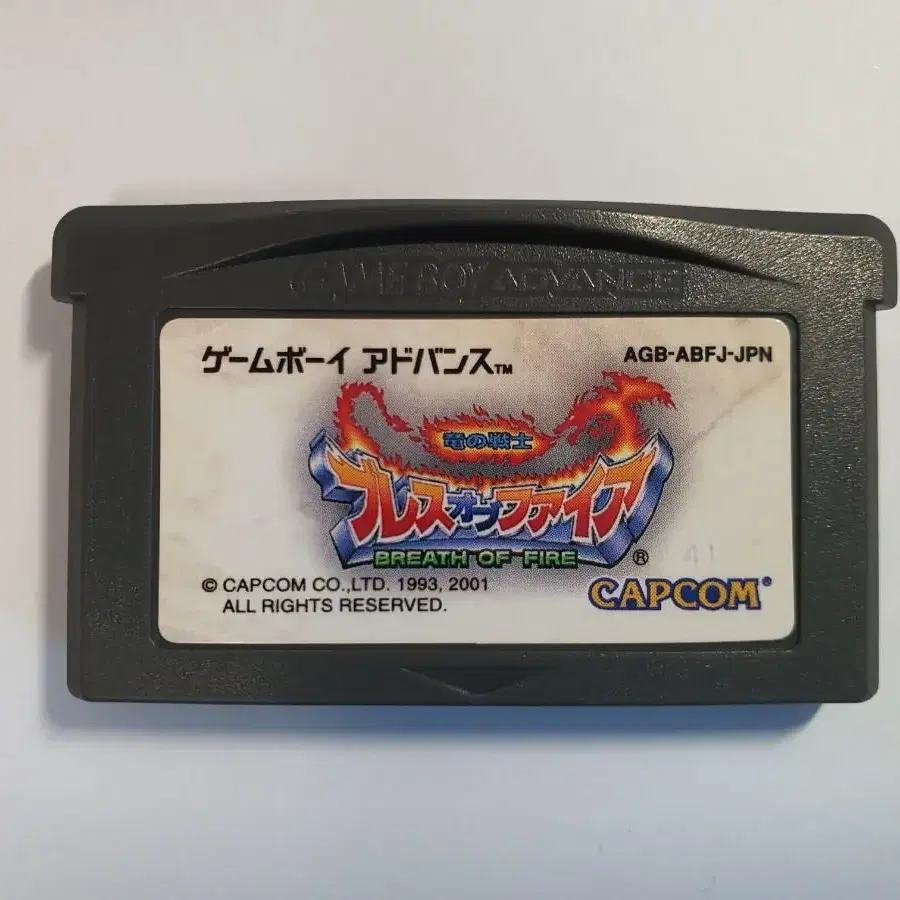 GAME BOY ADVANCE
ゲームボーイ アドバンス™
AGB-ABFJ-JPN
竜の戦士
ブレス オブ ファイア
BREATH OF FIRE ®
41
© CAPCOM CO.,LTD. 1993, 2001
ALL RIGHTS RESERVED.
CAPCOM®